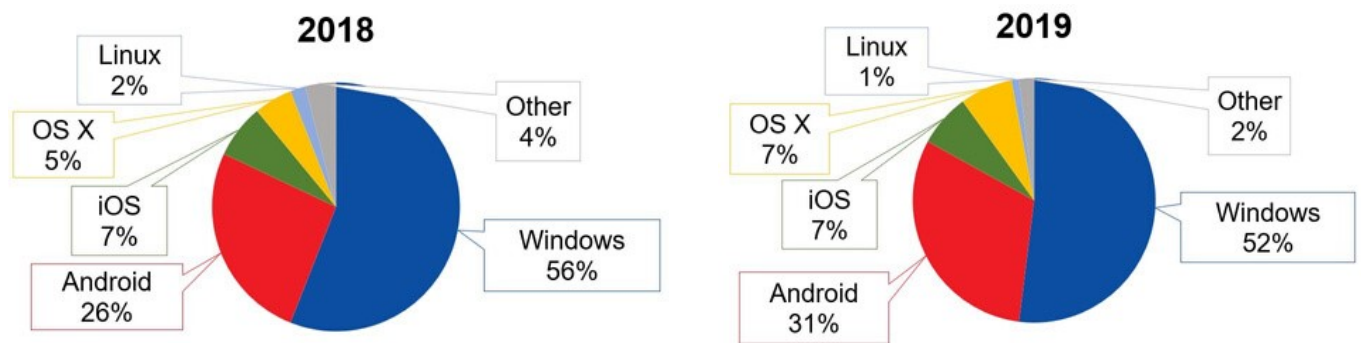 2018
Linux
2%
Other
4%
OS X
5%
iOS
7%
Windows
56%
Android
26%
2019
Linux
1%
Other
2%
OS X
7%
iOS
7%
Windows
52%
Android
31%